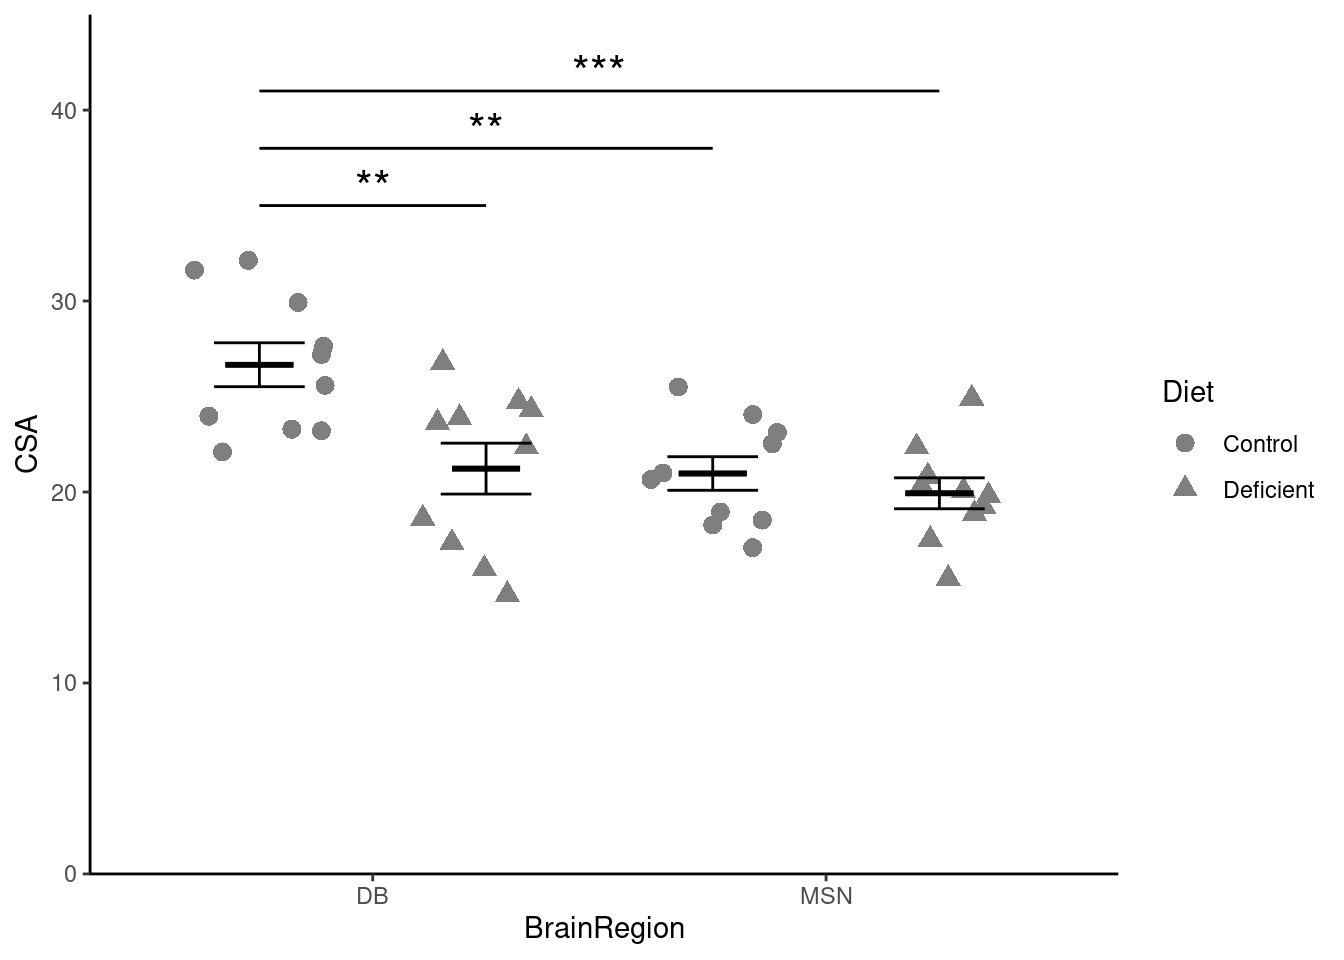 ***
**
**
40
30
20
10
0
CSA
DB
MSN
BrainRegion
Diet
Control
Deficient